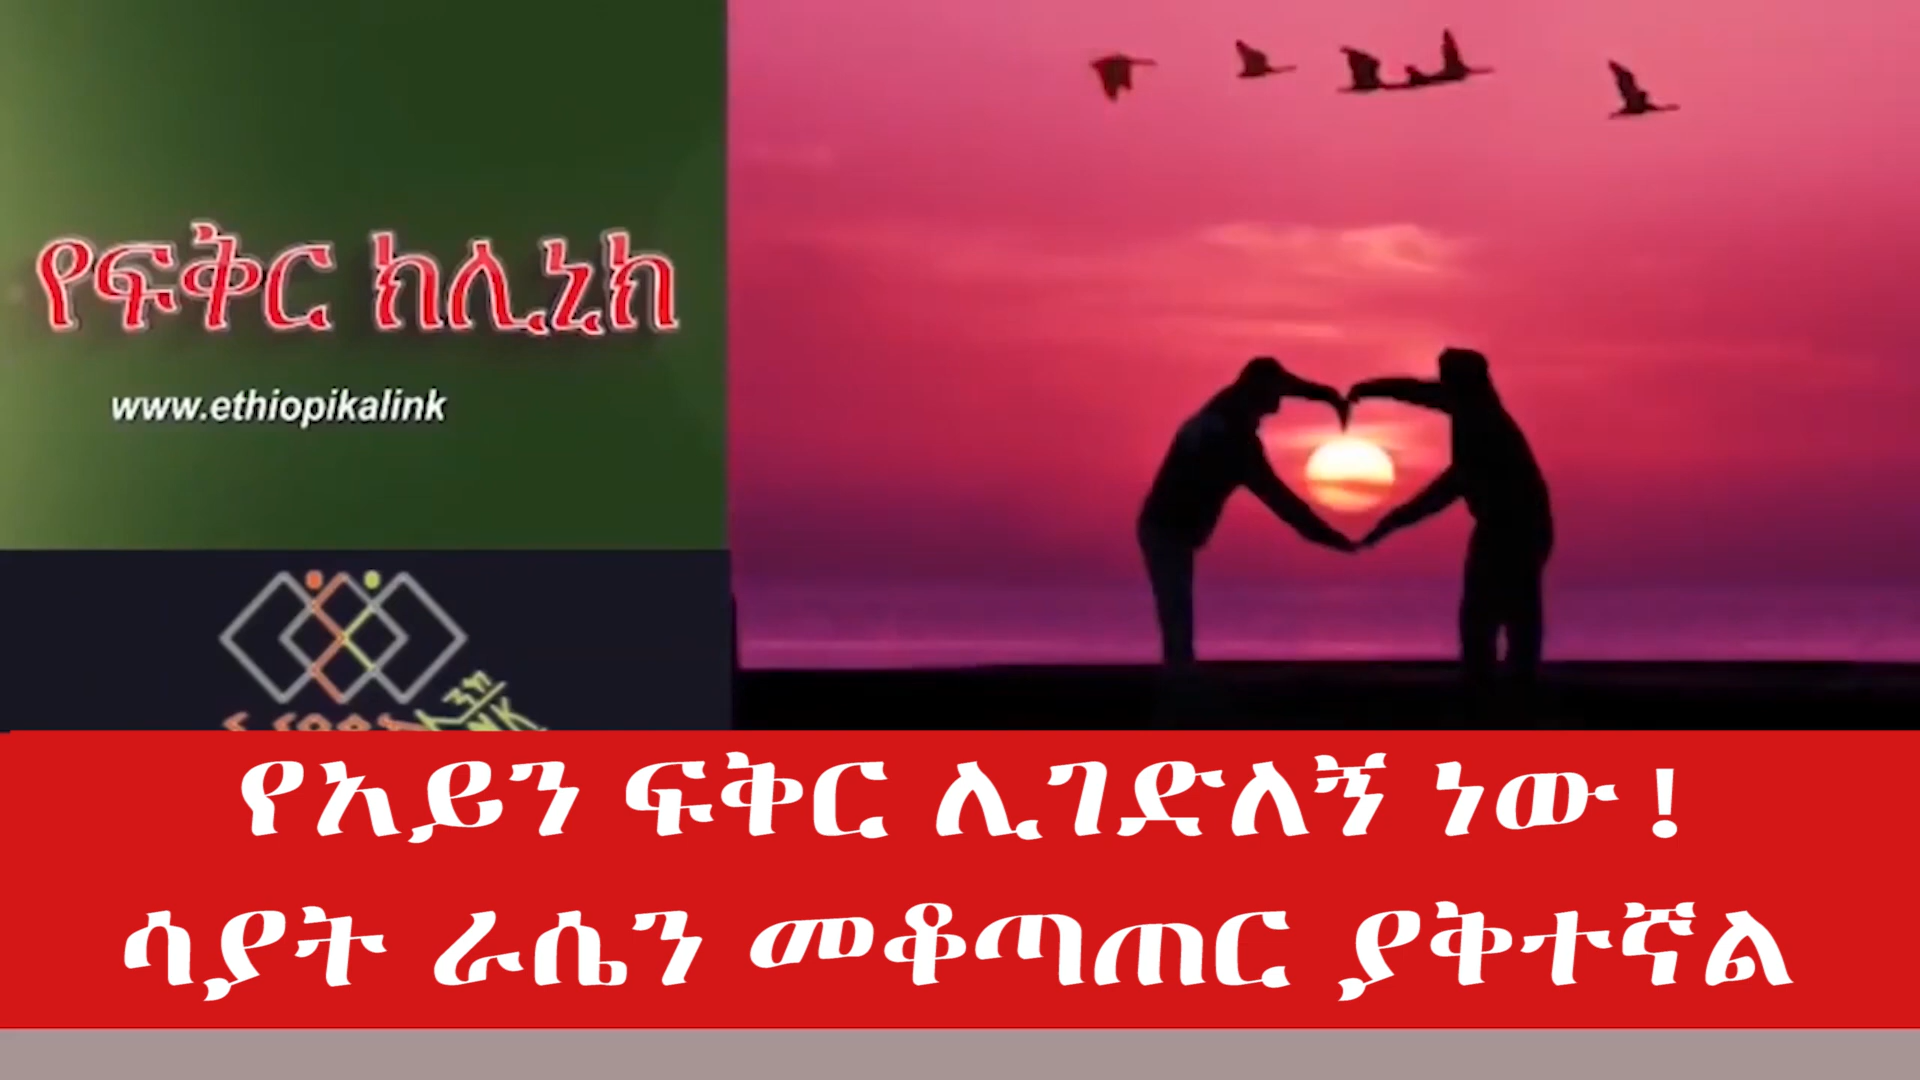 የፍቅር ክሊኒክ
www.ethiopikalink
የአይን ፍቅር ሊገድለኝ ነው!
ሳያት ራሴን መቆጣጠር ያቅተኛል